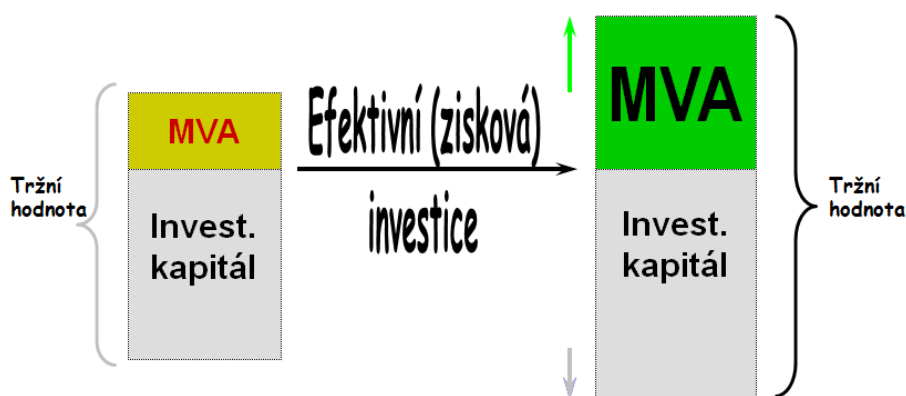 Tržní
hodnota
MVA
Invest.
kapitál
Efektivní (zisková)
investice
MVA
Invest.
kapitál
Tržní
hodnota